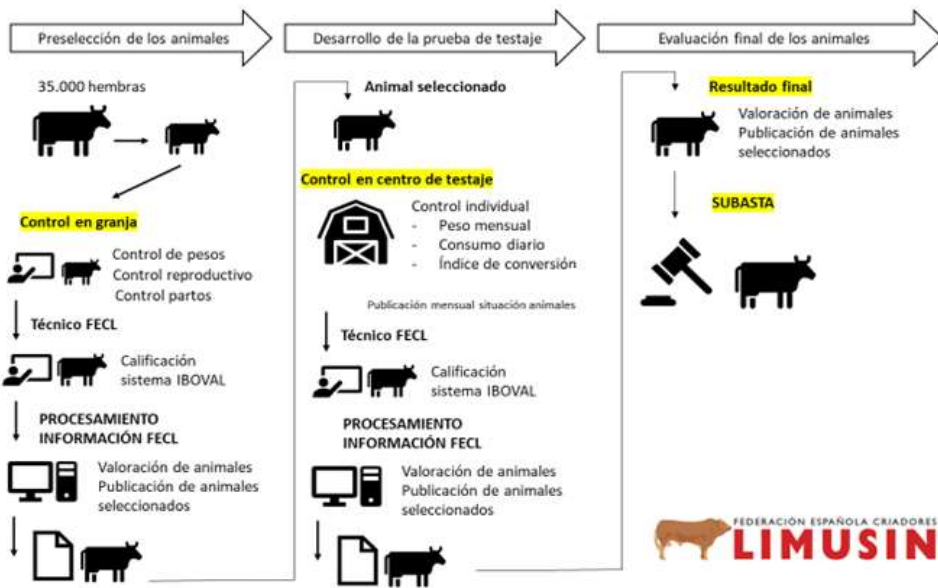 Preselección de los animales
Desarrollo de la prueba de testaje
Evaluación final de los animales
35.000 hembras
Control en granja
Control de pesos
Control reproductivo
Control partos
Técnico FECL
Calificación
sistema IBOVAL
PROCESAMIENTO
INFORMACIÓN FECL
Valoración de animales
Publicación de animales
seleccionados
Animal seleccionado
Control en centro de testaje
Control individual
- Peso mensual
- Consumo diario
- Índice de conversión
Publicación mensual situación animales
Técnico FECL
Calificación
sistema IBOVAL
PROCESAMIENTO
INFORMACIÓN FECL
Valoración de animales
Publicación de animales
seleccionados
Resultado final
Valoración de animales
Publicación de animales
seleccionados
SUBASTA
FEDERACIÓN ESPAÑOLA CRIADORES
LIMUSIN